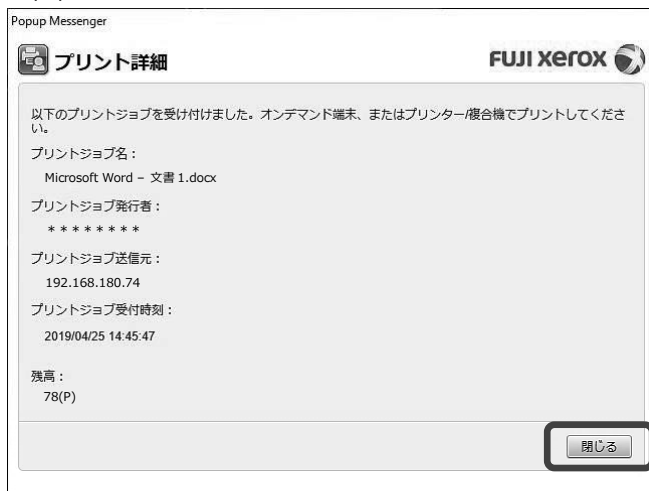 Popup Messenger
プリント詳細
FUJI xerox
以下のプリントジョブを受け付けました。オンデマンド端末、またはプリンター/複合機でプリントしてくださ
い。
プリントジョブ名：
Microsoft Word – 文書1.docx
プリントジョブ発行者：
＊＊＊＊＊＊＊＊
プリントジョブ送信元：
192.168.180.74
プリントジョブ受付時刻：
2019/04/25 14:45:47
残高：
78(P)
閉じる